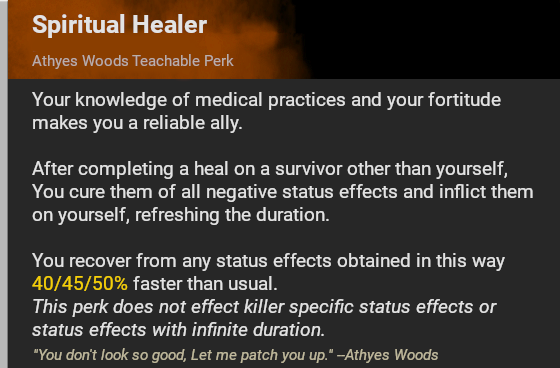 Spiritual Healer
Athyes Woods Teachable Perk
Your knowledge of medical practices and your fortitude
makes you a reliable ally.
After completing a heal on a survivor other than yourself,
You cure them of all negative status effects and inflict them
on yourself, refreshing the duration.
You recover from any status effects obtained in this way
40/45/50% faster than usual.
This perk does not effect killer specific status effects or
status effects with infinite duration.
"You don't look so good, Let me patch you up." --Athyes Woods